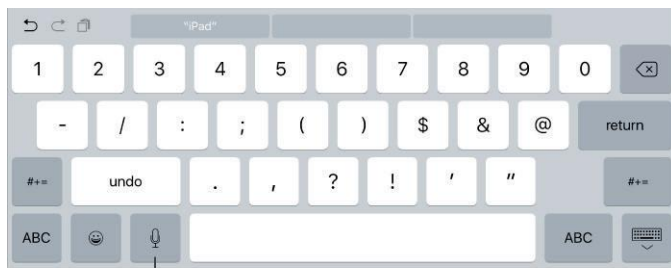 "iPad"
1 2 3 4 5 6 7 8 9 0
- / : ; ( ) $ & @ return
#+= undo . , ? ! ' " #+=
ABC ABC